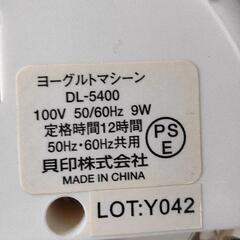 ヨーグルトマシーン
DL-5400
100V 50/60Hz 9W
定格時間12時間
50Hz・60Hz共用
PS
E
貝印株式会社
MADE IN CHINA
LOT:Y042